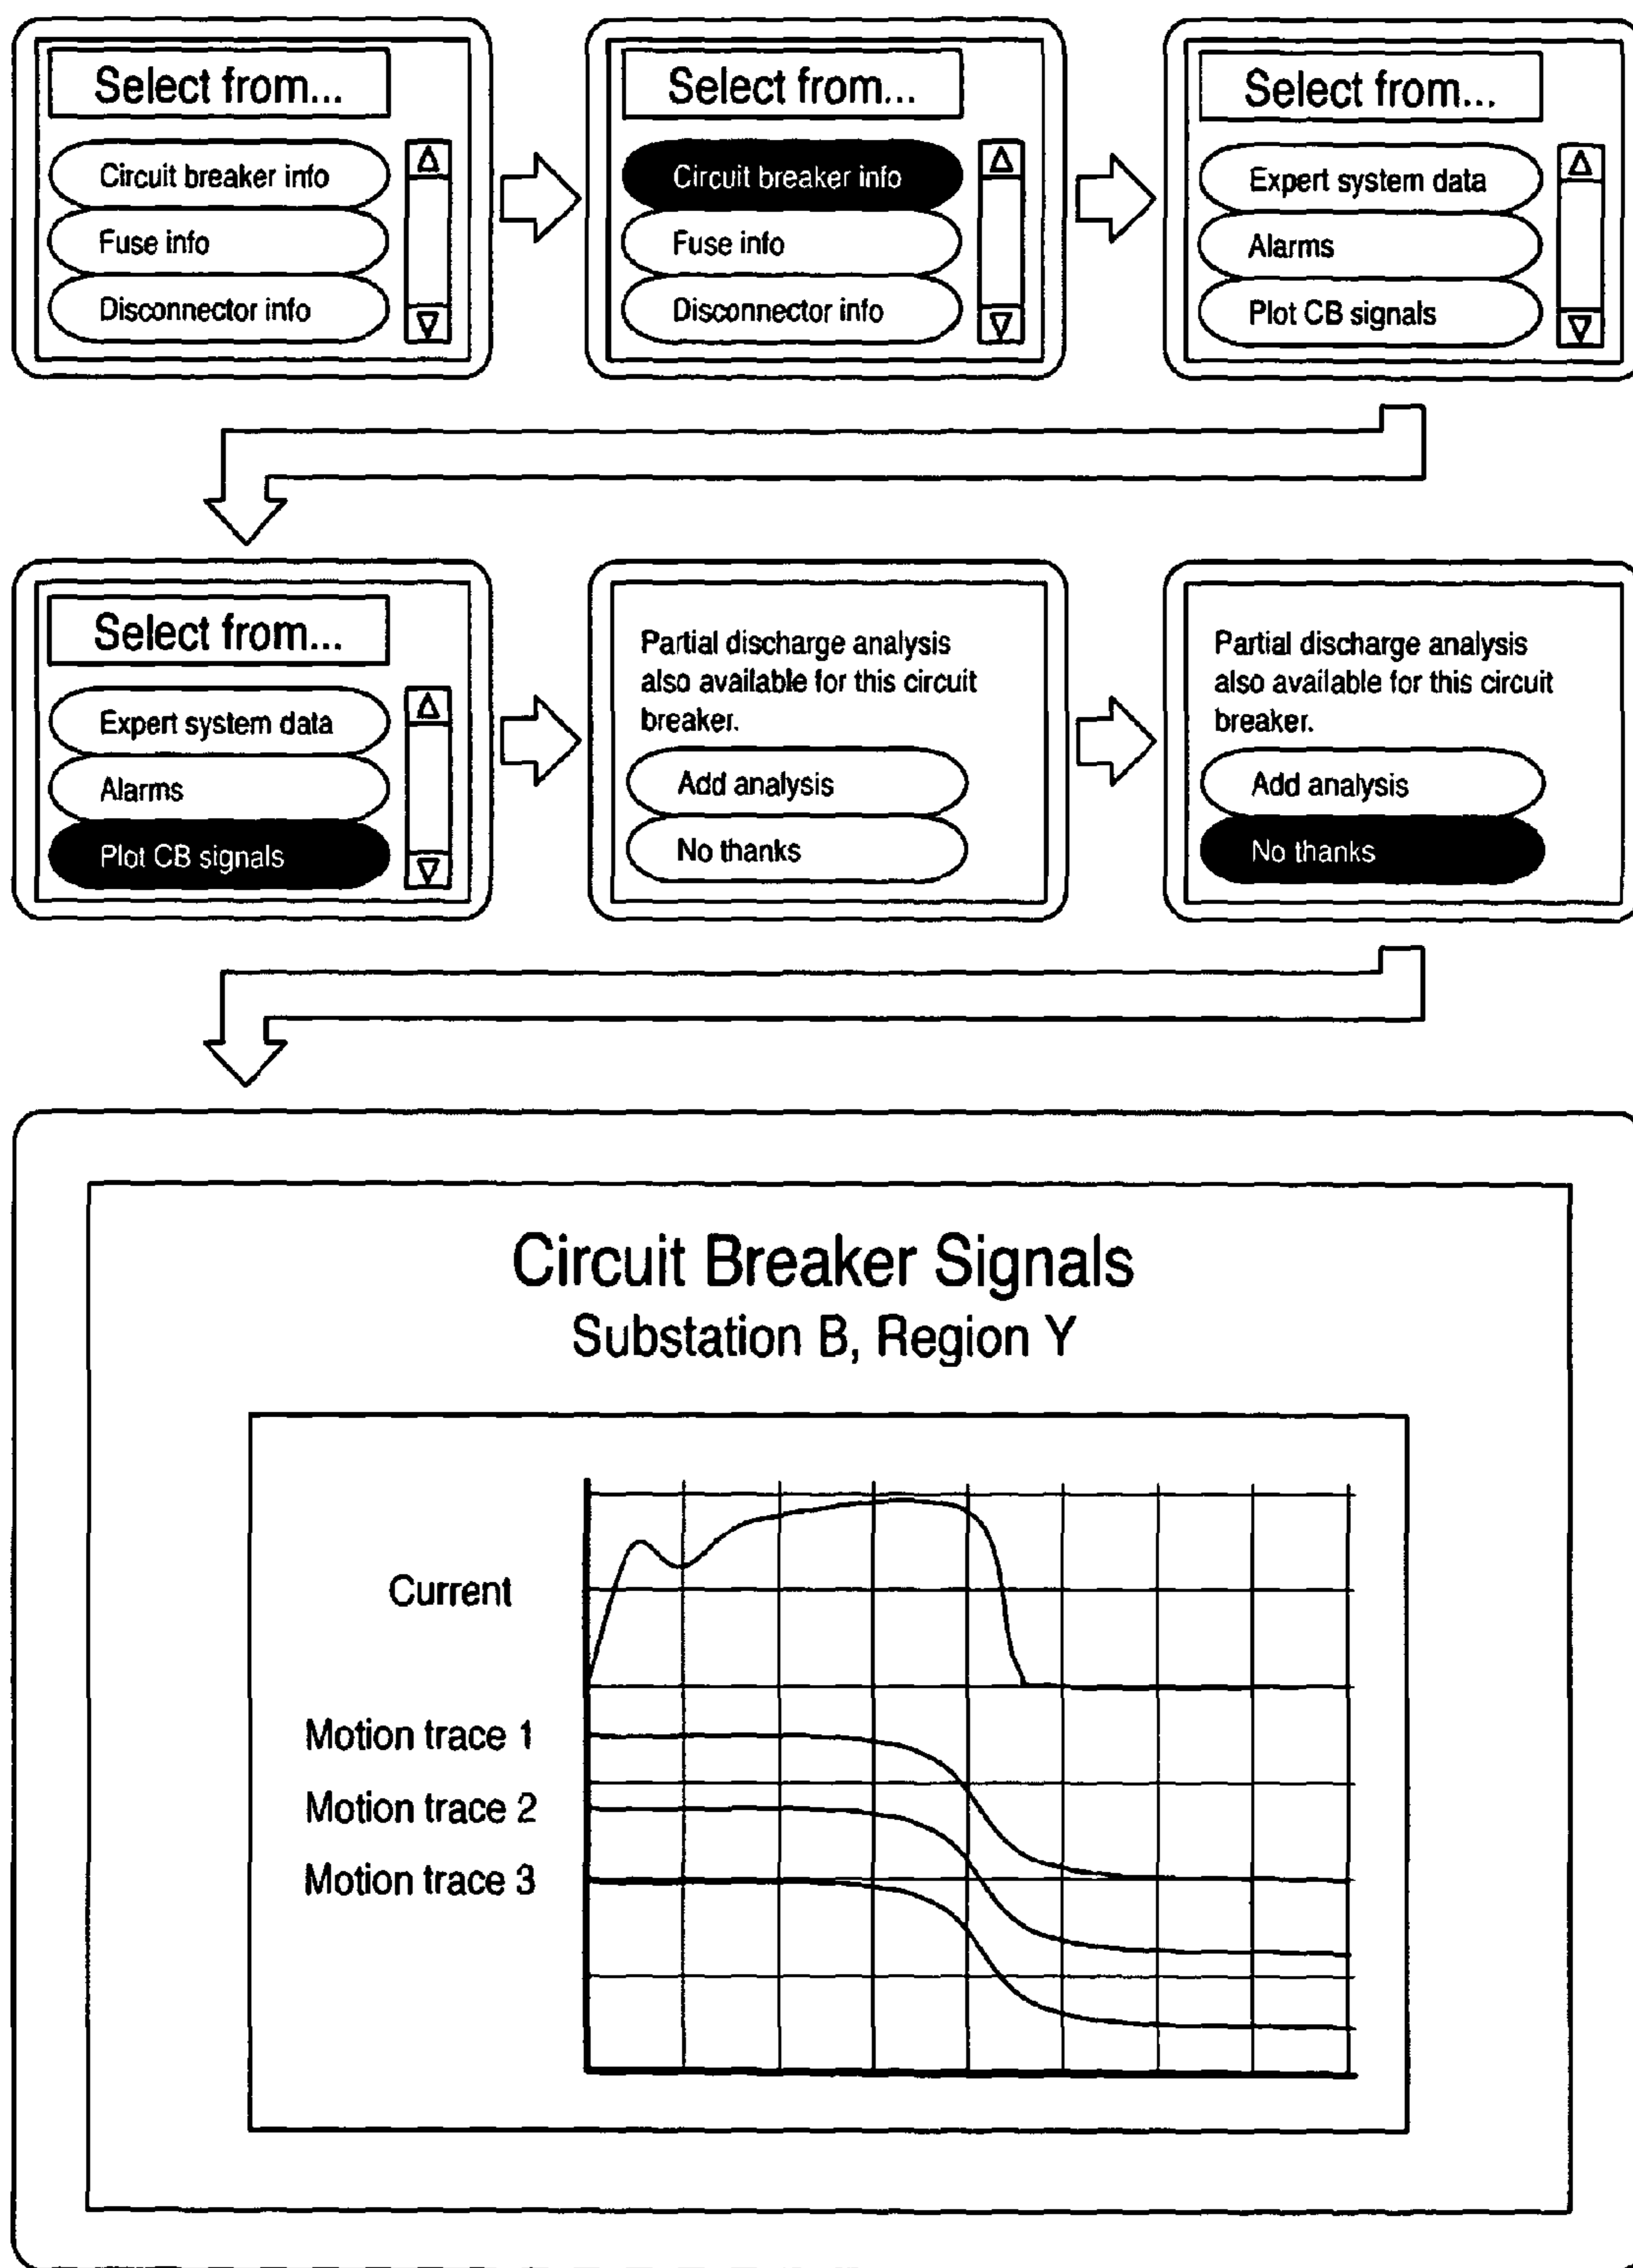 Select from...
Circuit breaker info
Fuse info
Disconnector info
Select from...
Circuit breaker info
Fuse info
Disconnector info
Select from...
Expert system data
Alarms
Plot CB signals
Select from...
Expert system data
Alarms
Plot CB signals
Partial discharge analysis
also available for this circuit
breaker.
Add analysis
No thanks
Partial discharge analysis
also available for this circuit
breaker.
Add analysis
No thanks
Circuit Breaker Signals
Substation B, Region Y
Current
Motion trace 1
Motion trace 2
Motion trace 3